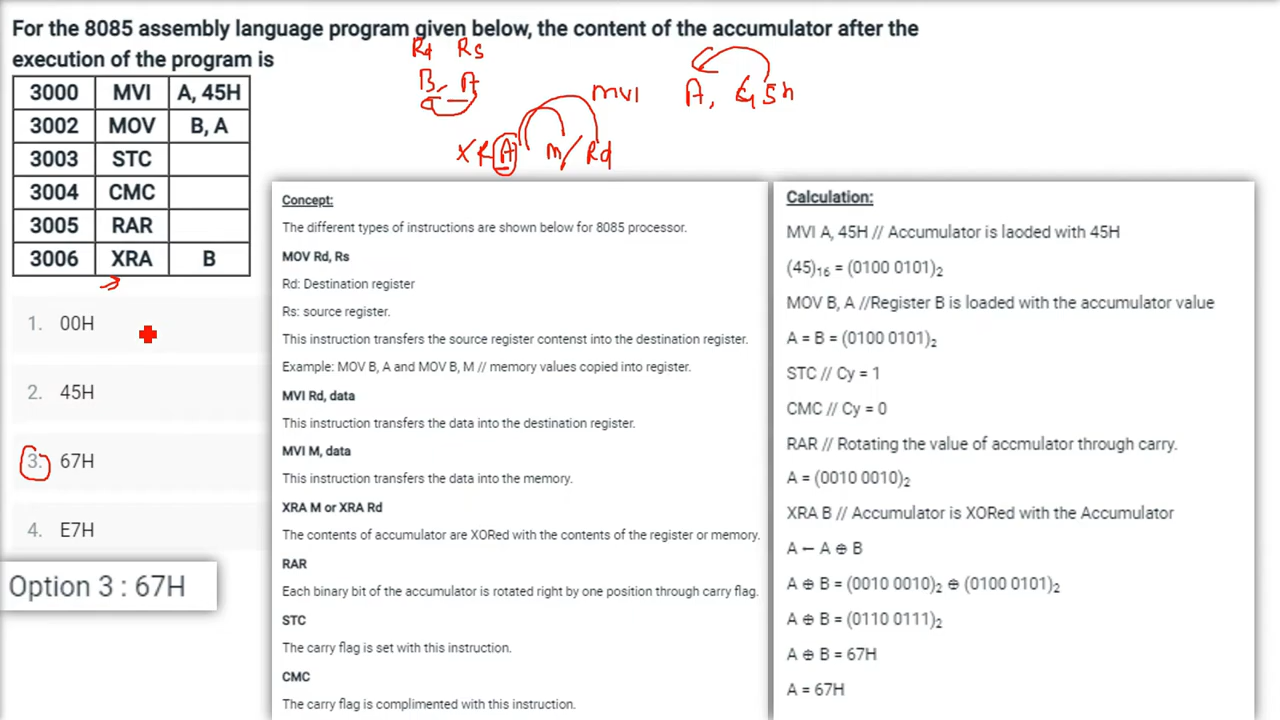 For the 8085 assembly language program given below, the content of the accumulator after the
execution of the program is
Rd Rs
B, A
MVI A, 45H
XRA M/Rd
3000 MVI A, 45H
3002 MOV B, A
3003 STC
3004 CMC
3005 RAR
3006 XRA B
1. 00H
2. 45H
3. 67H
4. E7H
Option 3 : 67H
Concept:
The different types of instructions are shown below for 8085 processor.
MOV Rd, Rs
Rd: Destination register
Rs: source register.
This instruction transfers the source register contenst into the destination register.
Example: MOV B, A and MOV B, M // memory values copied into register.
MVI Rd, data
This instruction transfers the data into the destination register.
MVI M, data
This instruction transfers the data into the memory.
XRA M or XRA Rd
The contents of accumulator are XORed with the contents of the register or memory.
RAR
Each binary bit of the accumulator is rotated right by one position through carry flag.
STC
The carry flag is set with this instruction.
CMC
The carry flag is complimented with this instruction.
Calculation:
MVI A, 45H // Accumulator is laoded with 45H
(45)₁₆ = (0100 0101)₂
MOV B, A //Register B is loaded with the accumulator value
A = B = (0100 0101)₂
STC // Cy = 1
CMC // Cy = 0
RAR // Rotating the value of accmulator through carry.
A = (0010 0010)₂
XRA B // Accumulator is XORed with the Accumulator
A – A ⊕ B
A ⊕ B = (0010 0010)₂ ⊕ (0100 0101)₂
A ⊕ B = (0110 0111)₂
A ⊕ B = 67H
A = 67H